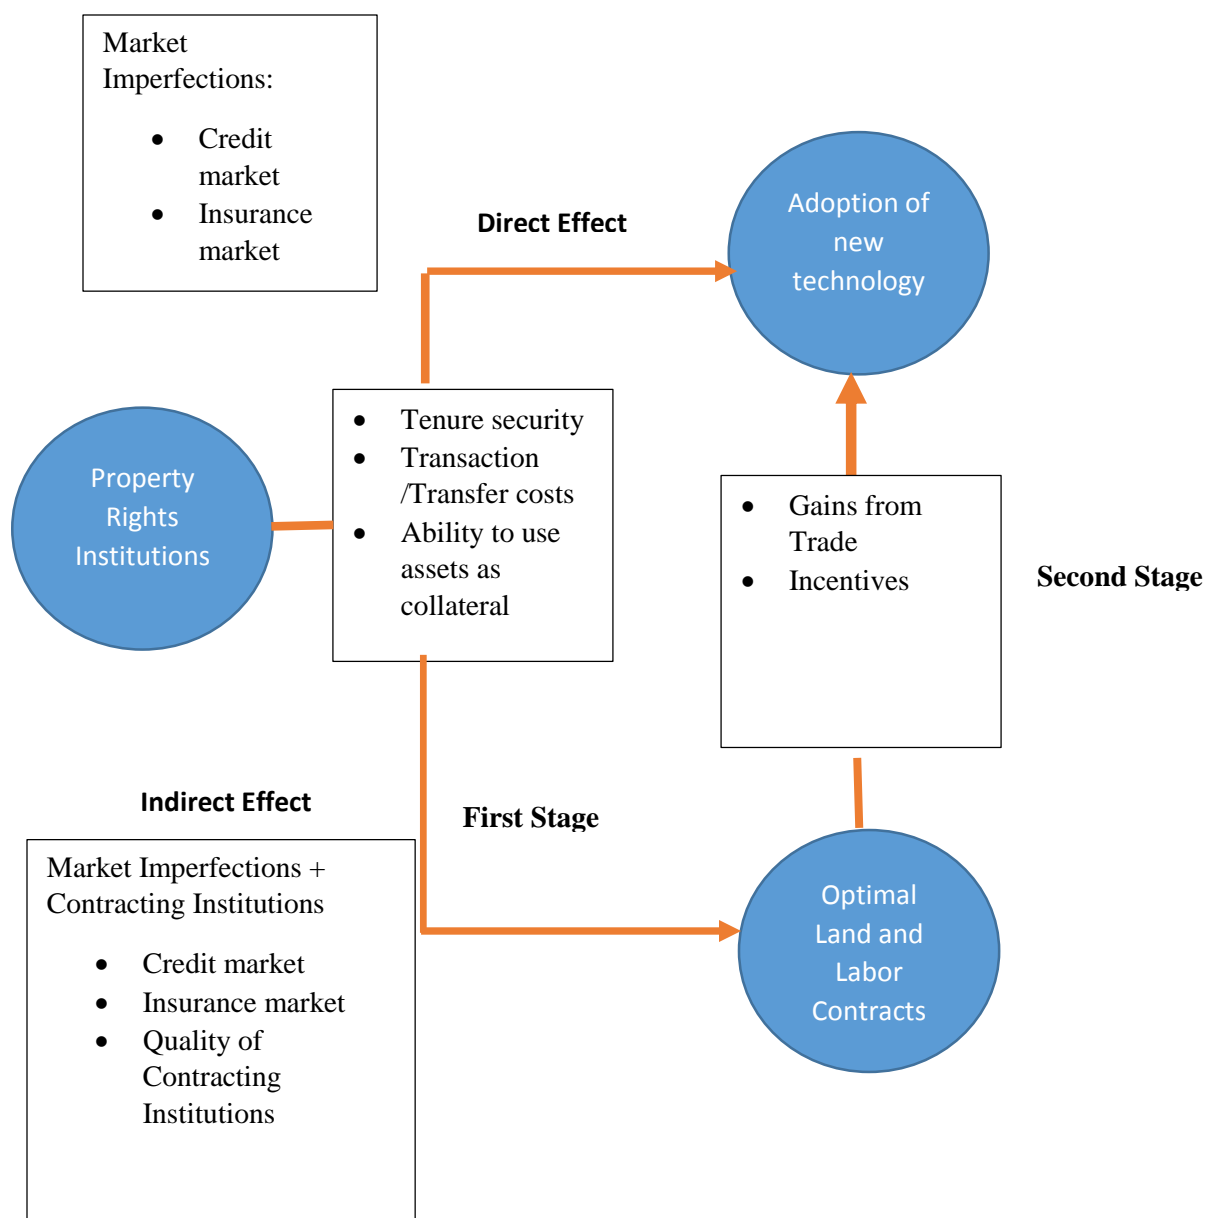 Market
Imperfections:
• Credit
market
• Insurance
market
Direct Effect
Adoption of
new
technology
Property
Rights
Institutions
• Tenure security
• Transaction
/Transfer costs
• Ability to use
assets as
collateral
• Gains from
Trade
• Incentives
Second Stage
Indirect Effect
First Stage
Market Imperfections +
Contracting Institutions
• Credit market
• Insurance market
• Quality of
Contracting
Institutions
Optimal
Land and
Labor
Contracts